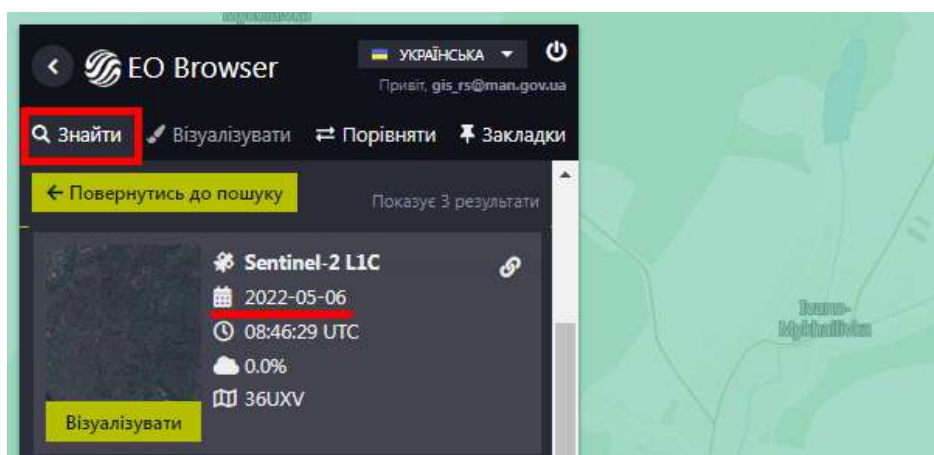 EO Browser
УКРАЇНСЬКА
Привіт, gis_rs@man.gov.ua
Знайти Візуалізувати Порівняти Закладки
Повернутись до пошуку
Показує 3 результати
Sentinel-2 L1C
2022-05-06
08:46:29 UTC
0.0%
36UXV
Візуалізувати
Ivano-
Mykhailivka